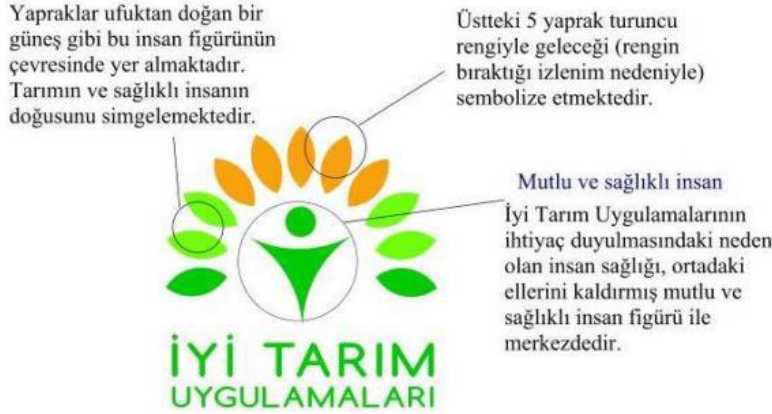 Yapraklar ufuktan doğan bir
güneş gibi bu insan figürünün
çevresinde yer almaktadır.
Tarımın ve sağlıklı insanın
doğusunu simgelemektedir.
Üstteki 5 yaprak turuncu
rengiyle geleceği (rengin
bıraktığı izlenim nedeniyle)
sembolize etmektedir.
Mutlu ve sağlıklı insan
İyi Tarım Uygulamalarının
ihtiyaç duyulmasındaki neden
olan insan sağlığı, ortadaki
ellerini kaldırmış mutlu ve
sağlıklı insan figürü ile
merkezdedir.
İYİ TARIM
UYGULAMALARI